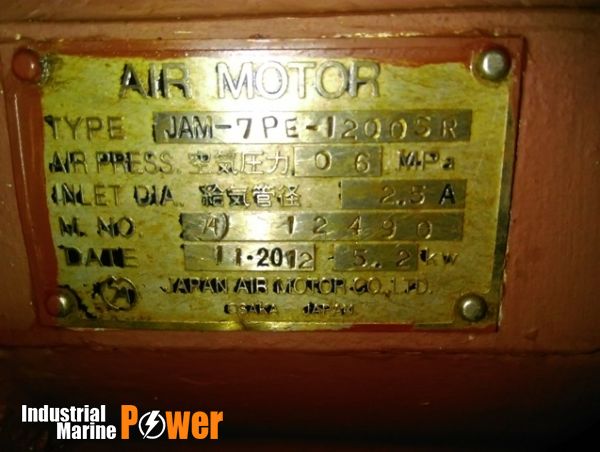 AIR MOTOR
TYPE JAM-7PE-1200SR
AIR PRESS. 空気圧力 0 6 MPa
INLET DIA. 給気管径 2.5 A
M. NO. A 12490
DATE 11·2012 5.2 kW
JAPAN AIR MOTOR CO., LTD.
OSAKA JAPAN
Industrial
Marine Power